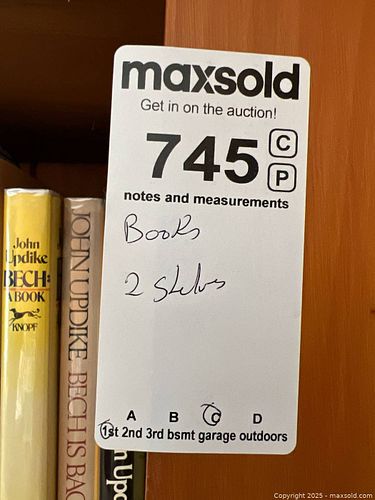 maxsold
Get in on the auction!
745
C
P
notes and measurements
Books
2 Shelves
A B C D
1st 2nd 3rd bsmt garage outdoors
John
Updike
BECH:
A BOOK
KNOPF
JOHN UPDIKE BECH IS BAC
n Upd
Copyright 2025 - maxsold.com